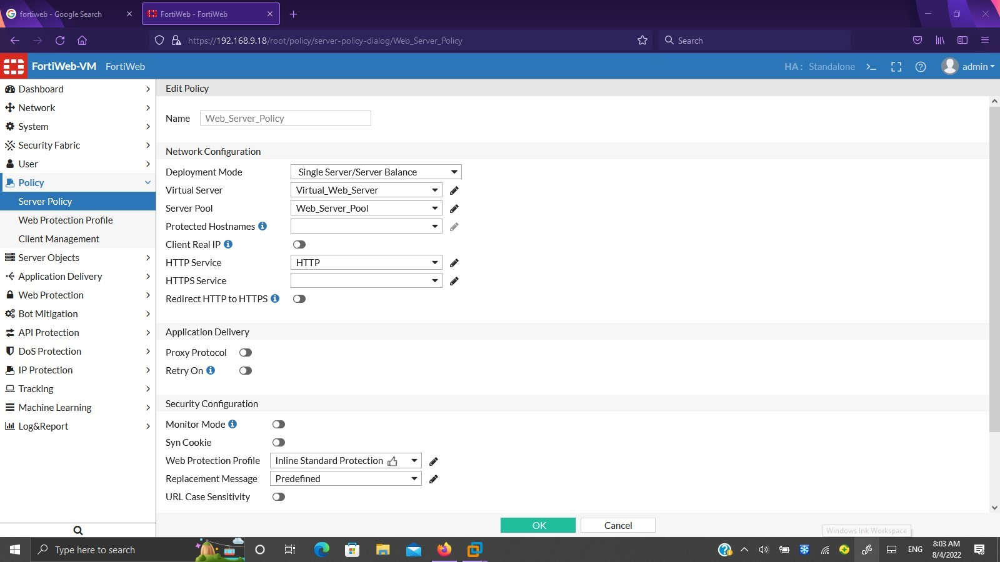 fortiweb - Google Search
FortiWeb - FortiWeb
https://192.168.9.18/root/policy/server-policy-dialog/Web_Server_Policy
Search
FortiWeb-VM FortiWeb
HA: Standalone
admin
Dashboard
Network
System
Security Fabric
User
Policy
Server Policy
Web Protection Profile
Client Management
Server Objects
Application Delivery
Web Protection
Bot Mitigation
API Protection
DoS Protection
IP Protection
Tracking
Machine Learning
Log&Report
Edit Policy
Name Web_Server_Policy
Network Configuration
Deployment Mode Single Server/Server Balance
Virtual Server Virtual_Web_Server
Server Pool Web_Server_Pool
Protected Hostnames
Client Real IP
HTTP Service HTTP
HTTPS Service
Redirect HTTP to HTTPS
Application Delivery
Proxy Protocol
Retry On
Security Configuration
Monitor Mode
Syn Cookie
Web Protection Profile Inline Standard Protection
Replacement Message Predefined
URL Case Sensitivity
OK Cancel
Windows Ink Workspace
Type here to search
ENG
8:03 AM
8/4/2022